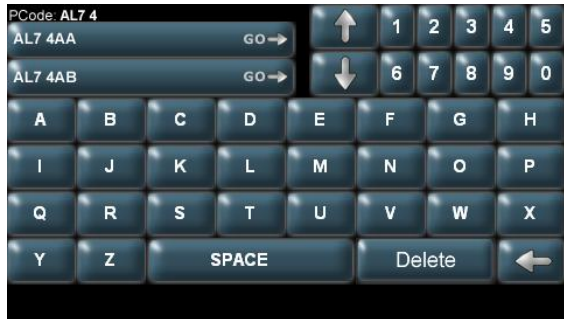 PCode: AL7 4
AL7 4AA GO
AL7 4AB GO
1 2 3 4 5
6 7 8 9 0
A B C D E F G H
I J K L M N O P
Q R S T U V W X
Y Z SPACE Delete